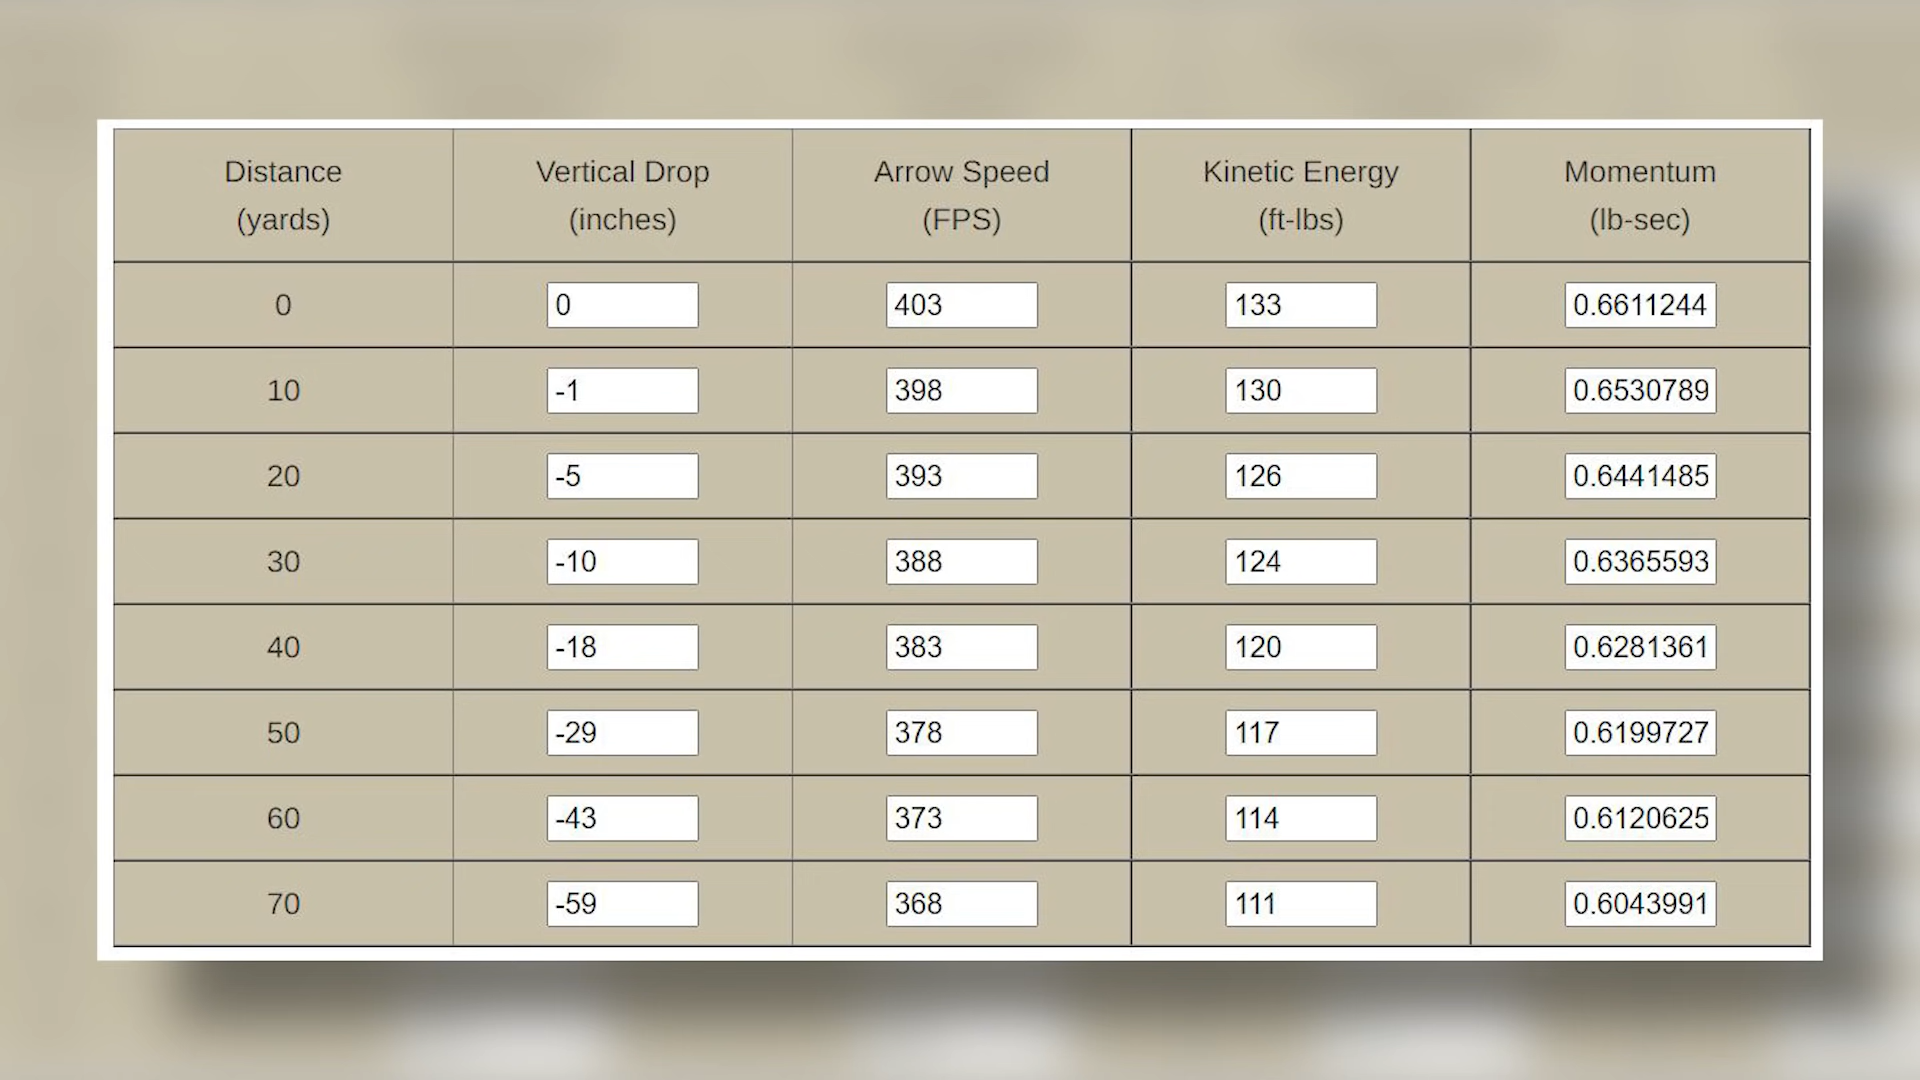 Distance Vertical Drop Arrow Speed Kinetic Energy Momentum
(yards) (inches) (FPS) (ft-lbs) (lb-sec)
0 0 403 133 0.6611244
10 -1 398 130 0.6530789
20 -5 393 126 0.6441485
30 -10 388 124 0.6365593
40 -18 383 120 0.6281361
50 -29 378 117 0.6199727
60 -43 373 114 0.6120625
70 -59 368 111 0.6043991